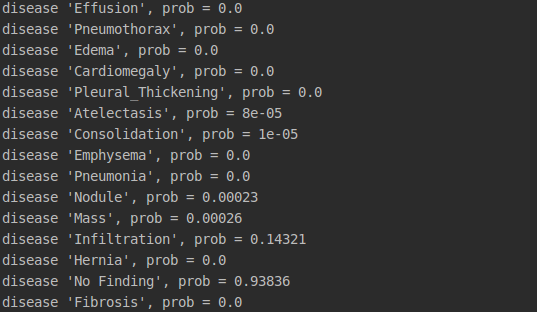 disease 'Effusion', prob = 0.0
disease 'Pneumothorax', prob = 0.0
disease 'Edema', prob = 0.0
disease 'Cardiomegaly', prob = 0.0
disease 'Pleural_Thickening', prob = 0.0
disease 'Atelectasis', prob = 8e-05
disease 'Consolidation', prob = 1e-05
disease 'Emphysema', prob = 0.0
disease 'Pneumonia', prob = 0.0
disease 'Nodule', prob = 0.00023
disease 'Mass', prob = 0.00026
disease 'Infiltration', prob = 0.14321
disease 'Hernia', prob = 0.0
disease 'No Finding', prob = 0.93836
disease 'Fibrosis', prob = 0.0